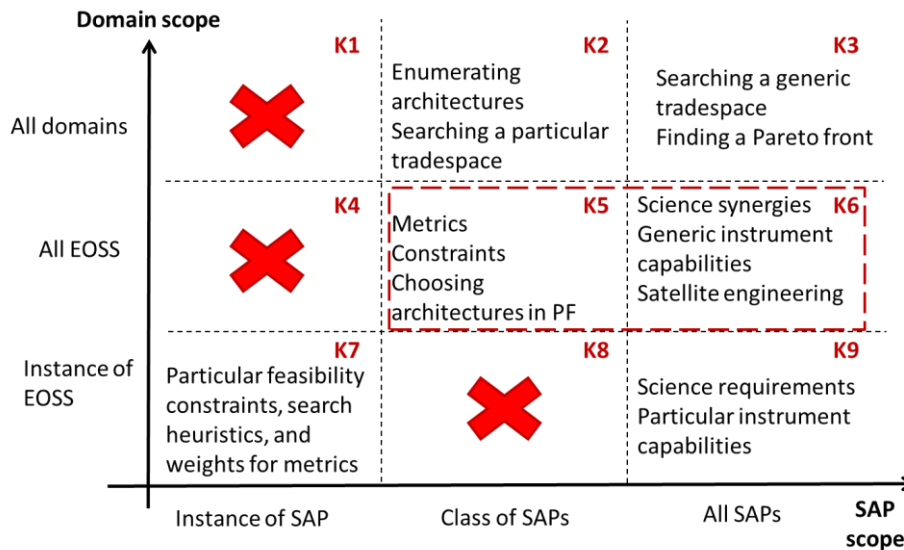 Domain scope
K1
K2
K3
All domains
Enumerating
architectures
Searching a particular
tradespace
Searching a generic
tradespace
Finding a Pareto front
K4
K5
K6
All EOSS
Metrics
Constraints
Choosing
architectures in PF
Science synergies
Generic instrument
capabilities
Satellite engineering
K7
K8
K9
Instance of
EOSS
Particular feasibility
constraints, search
heuristics, and
weights for metrics
Science requirements
Particular instrument
capabilities
Instance of SAP
Class of SAPs
All SAPs
SAP
scope